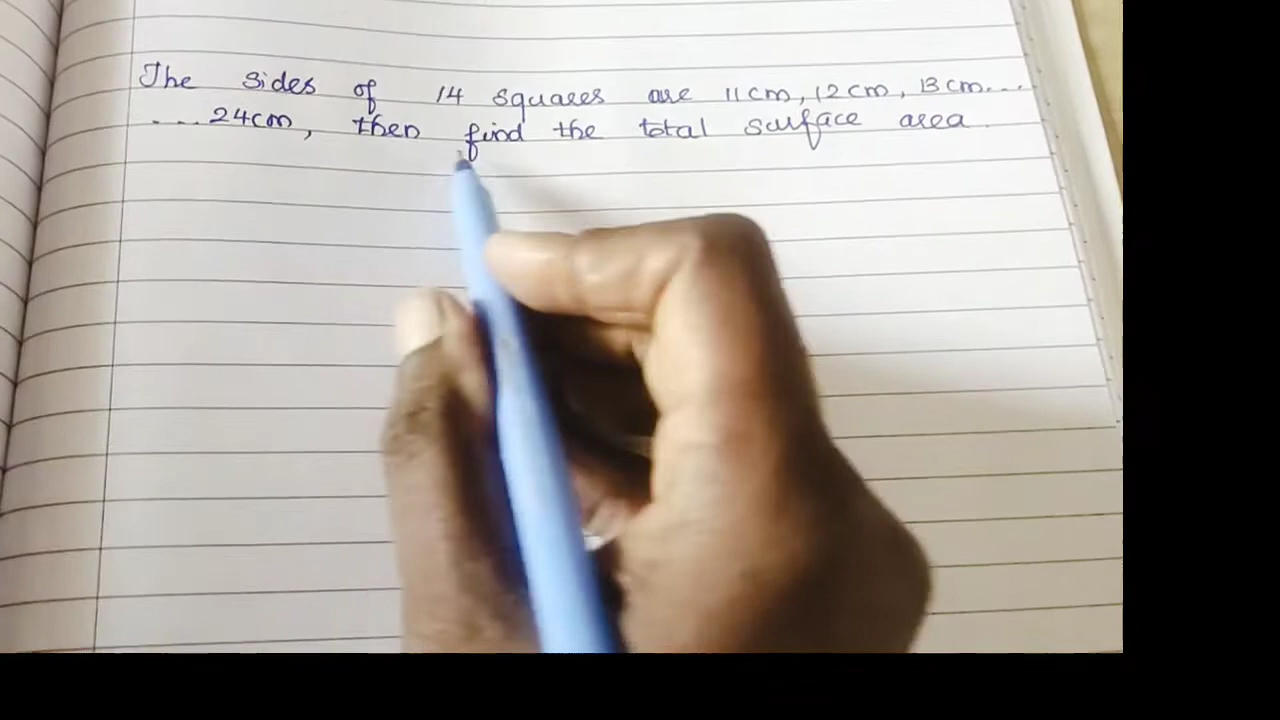 The sides of 14 squares are 11cm, 12cm, 13cm...
...24cm, then find the total surface area.